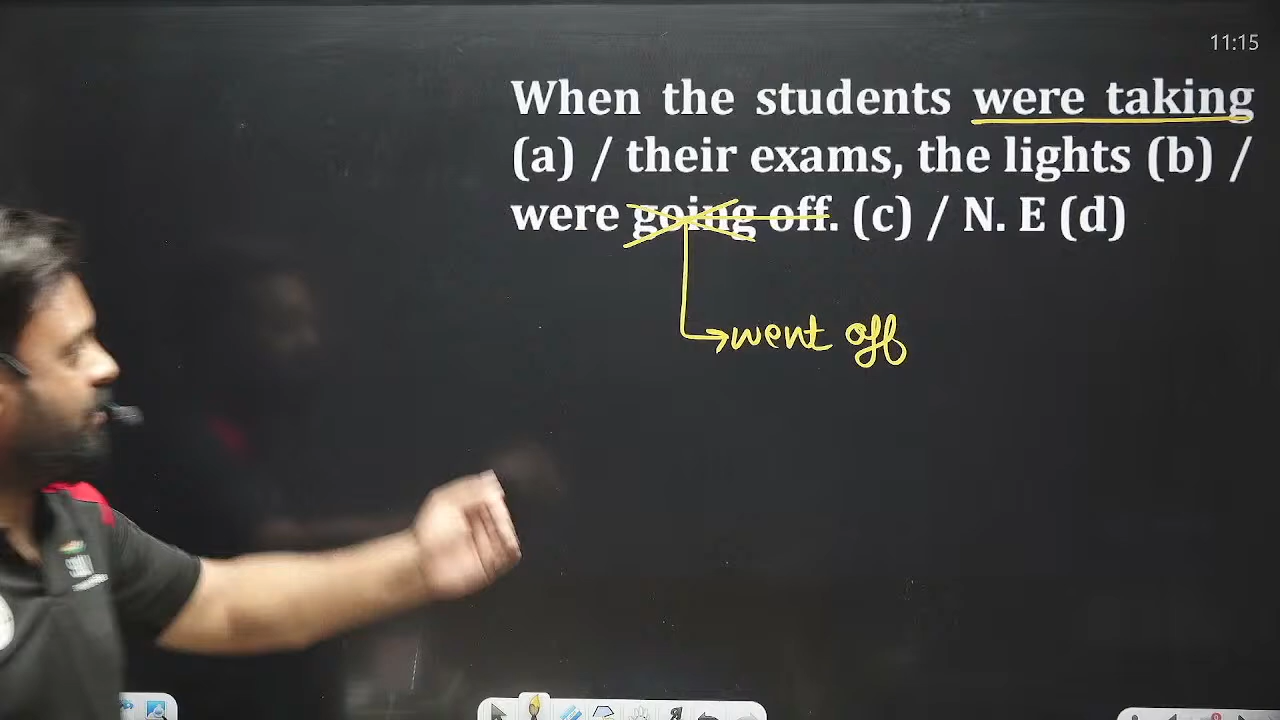 11:15
When the students were taking
(a) / their exams, the lights (b) /
were going off. (c) / N. E (d)
went off